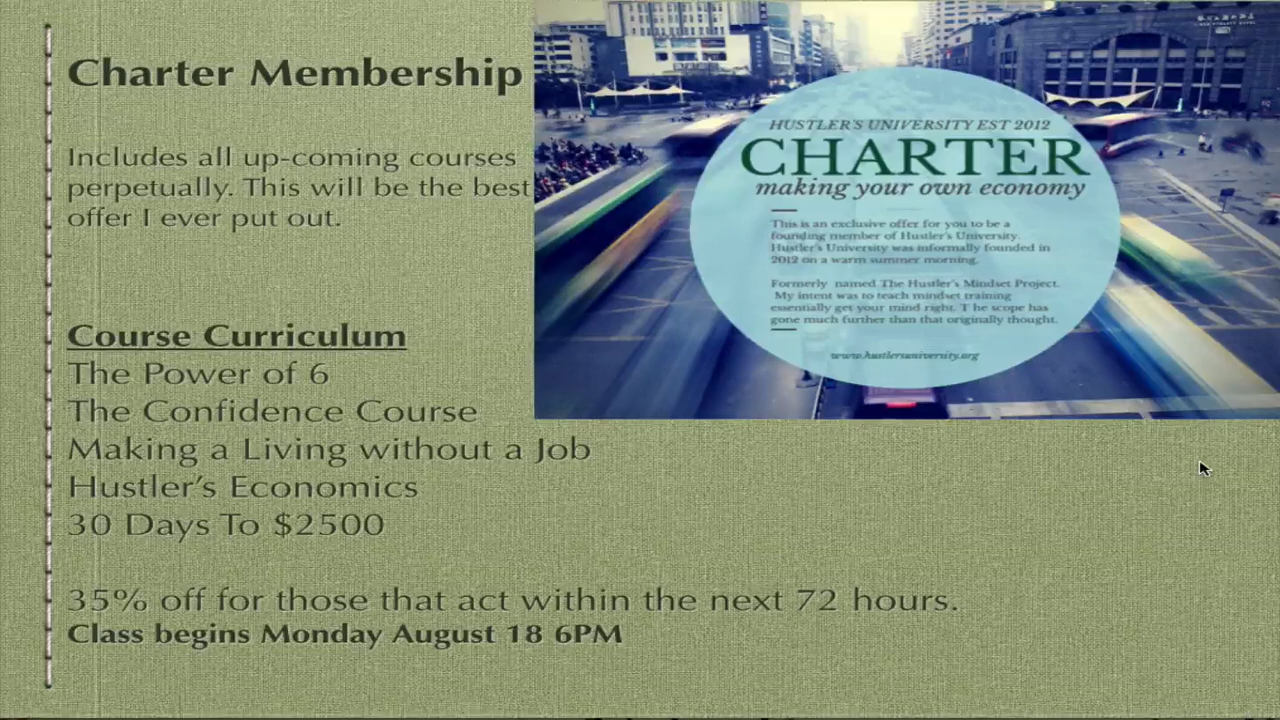 Charter Membership
Includes all up-coming courses
perpetually. This will be the best
offer I ever put out.
Course Curriculum
The Power of 6
The Confidence Course
Making a Living without a Job
Hustler's Economics
30 Days To $2500
35% off for those that act within the next 72 hours.
Class begins Monday August 18 6PM
HUSTLER'S UNIVERSITY EST 2012
CHARTER
making your own economy
This is an exclusive offer for you to be a
founding member of Hustler's University.
Hustler's University was informally founded in
2012 on a warm summer morning.
Formerly named The Hustler's Mindset Project.
My intent was to teach mindset training
essentially get your mind right. T he scope has
gone much further than that originally thought.
www.hustlersuniversity.org